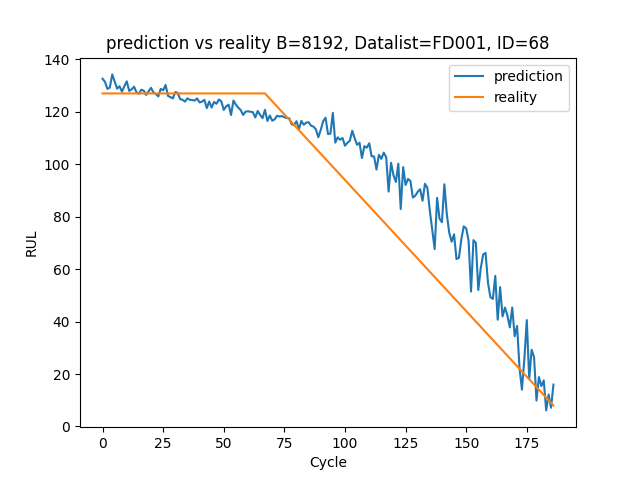 prediction vs reality B=8192, Datalist=FD001, ID=68
prediction
reality
RUL
140
120
100
80
60
40
20
0
0 25 50 75 100 125 150 175
Cycle